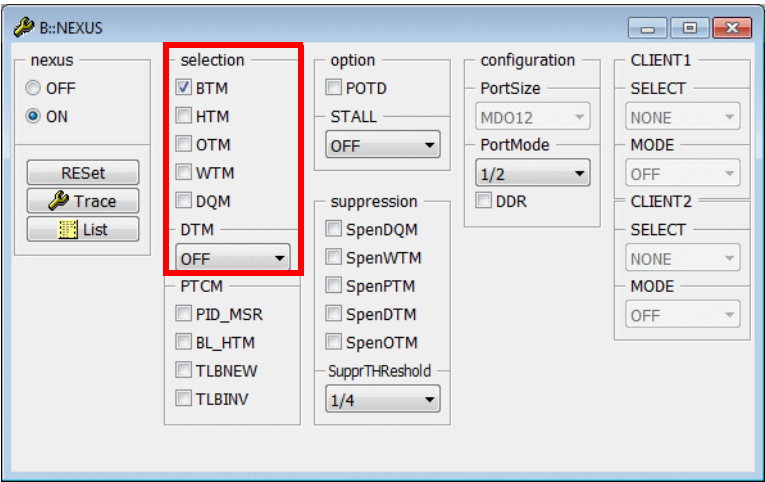 B::NEXUS
nexus
OFF
ON
RESet
Trace
List
selection
BTM
HTM
OTM
WTM
DQM
DTM
OFF
PTCM
PID_MSR
BL_HTM
TLBNEW
TLBINV
option
POTD
STALL
OFF
suppression
SpenDQM
SpenWTM
SpenPTM
SpenDTM
SpenOTM
SupprTHReshold
1/4
configuration
PortSize
MDO12
PortMode
1/2
DDR
CLIENT1
SELECT
NONE
MODE
OFF
CLIENT2
SELECT
NONE
MODE
OFF